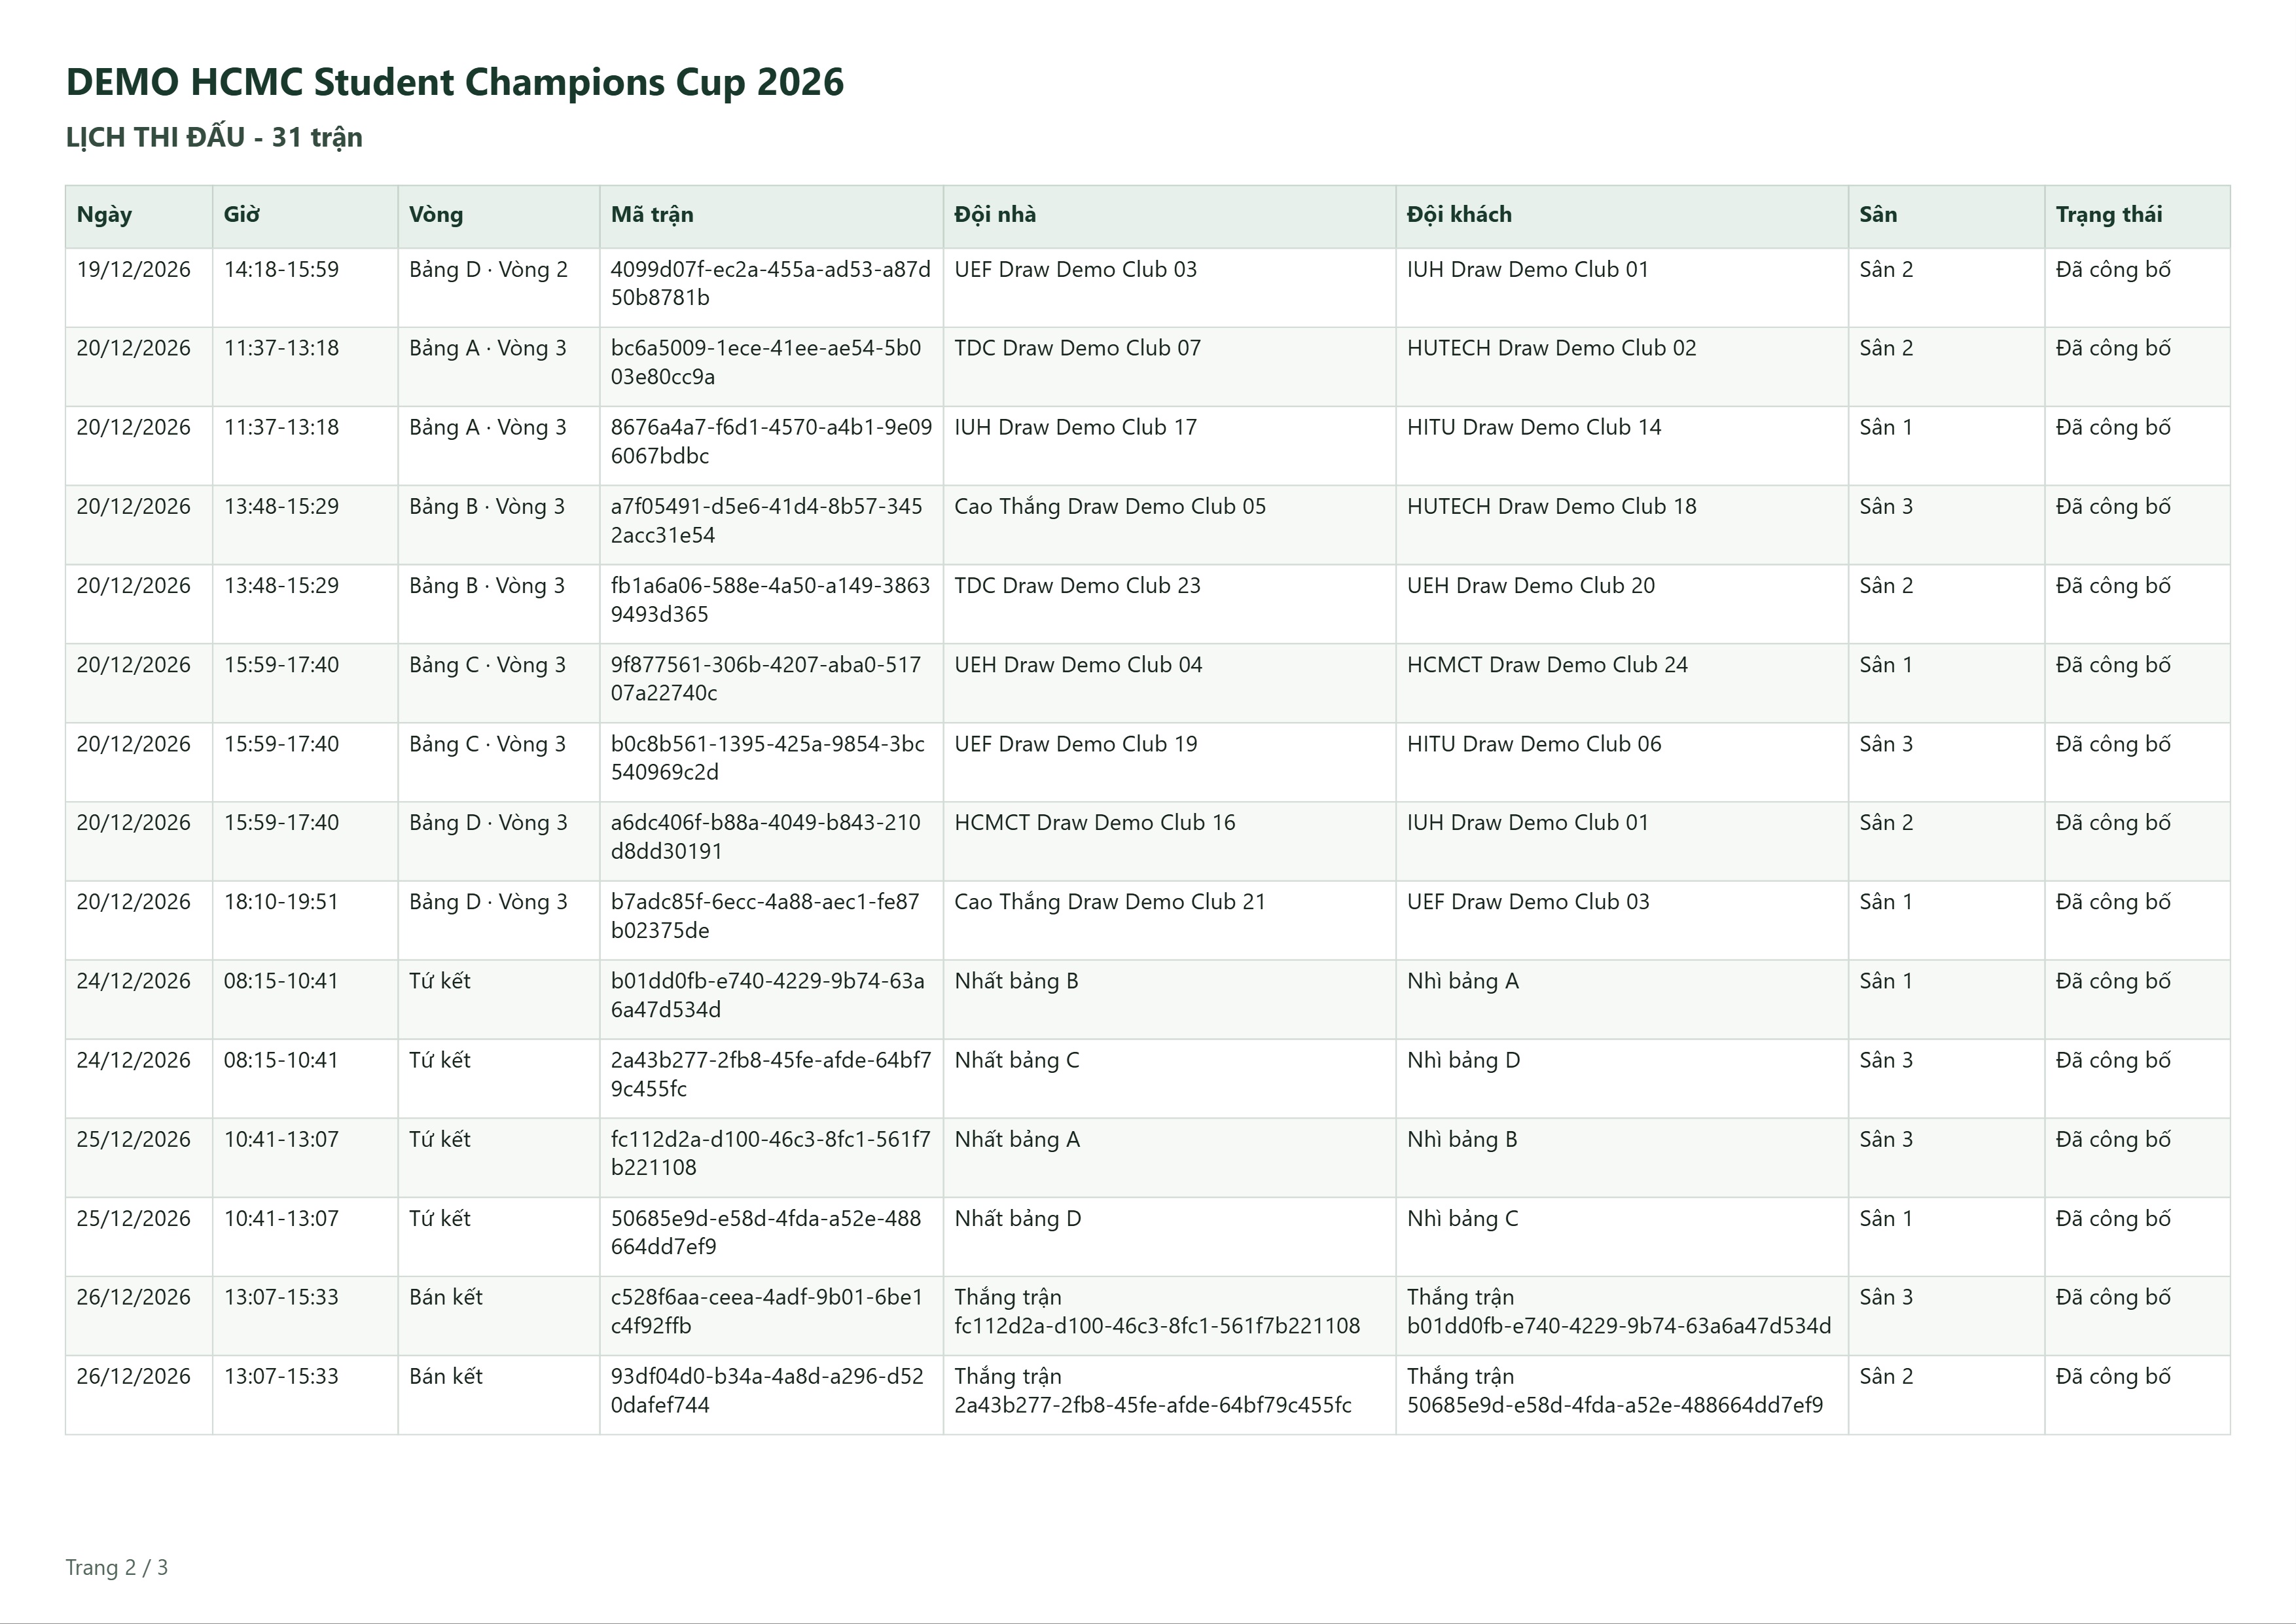 DEMO HCMC Student Champions Cup 2026
LỊCH THI ĐẤU - 31 trận
Ngày Giờ Vòng Mã trận Đội nhà Đội khách Sân Trạng thái
19/12/2026 14:18-15:59 Bảng D · Vòng 2 4099d07f-ec2a-455a-ad53-a87d UEF Draw Demo Club 03 IUH Draw Demo Club 01 Sân 2 Đã công bố
50b8781b
20/12/2026 11:37-13:18 Bảng A · Vòng 3 bc6a5009-1ece-41ee-ae54-5b0 TDC Draw Demo Club 07 HUTECH Draw Demo Club 02 Sân 2 Đã công bố
03e80cc9a
20/12/2026 11:37-13:18 Bảng A · Vòng 3 8676a4a7-f6d1-4570-a4b1-9e09 IUH Draw Demo Club 17 HITU Draw Demo Club 14 Sân 1 Đã công bố
6067bdbc
20/12/2026 13:48-15:29 Bảng B · Vòng 3 a7f05491-d5e6-41d4-8b57-345 Cao Thắng Draw Demo Club 05 HUTECH Draw Demo Club 18 Sân 3 Đã công bố
2acc31e54
20/12/2026 13:48-15:29 Bảng B · Vòng 3 fb1a6a06-588e-4a50-a149-3863 TDC Draw Demo Club 23 UEH Draw Demo Club 20 Sân 2 Đã công bố
9493d365
20/12/2026 15:59-17:40 Bảng C · Vòng 3 9f877561-306b-4207-aba0-517 UEH Draw Demo Club 04 HCMCT Draw Demo Club 24 Sân 1 Đã công bố
07a22740c
20/12/2026 15:59-17:40 Bảng C · Vòng 3 b0c8b561-1395-425a-9854-3bc UEF Draw Demo Club 19 HITU Draw Demo Club 06 Sân 3 Đã công bố
540969c2d
20/12/2026 15:59-17:40 Bảng D · Vòng 3 a6dc406f-b88a-4049-b843-210 HCMCT Draw Demo Club 16 IUH Draw Demo Club 01 Sân 2 Đã công bố
d8dd30191
20/12/2026 18:10-19:51 Bảng D · Vòng 3 b7adc85f-6ecc-4a88-aec1-fe87 Cao Thắng Draw Demo Club 21 UEF Draw Demo Club 03 Sân 1 Đã công bố
b02375de
24/12/2026 08:15-10:41 Tứ kết b01dd0fb-e740-4229-9b74-63a Nhất bảng B Nhì bảng A Sân 1 Đã công bố
6a47d534d
24/12/2026 08:15-10:41 Tứ kết 2a43b277-2fb8-45fe-afde-64bf7 Nhất bảng C Nhì bảng D Sân 3 Đã công bố
9c455fc
25/12/2026 10:41-13:07 Tứ kết fc112d2a-d100-46c3-8fc1-561f7 Nhất bảng A Nhì bảng B Sân 3 Đã công bố
b221108
25/12/2026 10:41-13:07 Tứ kết 50685e9d-e58d-4fda-a52e-488 Nhất bảng D Nhì bảng C Sân 1 Đã công bố
664dd7ef9
26/12/2026 13:07-15:33 Bán kết c528f6aa-ceea-4adf-9b01-6be1 Thắng trận Thắng trận Sân 3 Đã công bố
c4f92ffb fc112d2a-d100-46c3-8fc1-561f7b221108 b01dd0fb-e740-4229-9b74-63a6a47d534d
26/12/2026 13:07-15:33 Bán kết 93df04d0-b34a-4a8d-a296-d52 Thắng trận Thắng trận Sân 2 Đã công bố
0dafef744 2a43b277-2fb8-45fe-afde-64bf79c455fc 50685e9d-e58d-4fda-a52e-488664dd7ef9
Trang 2 / 3